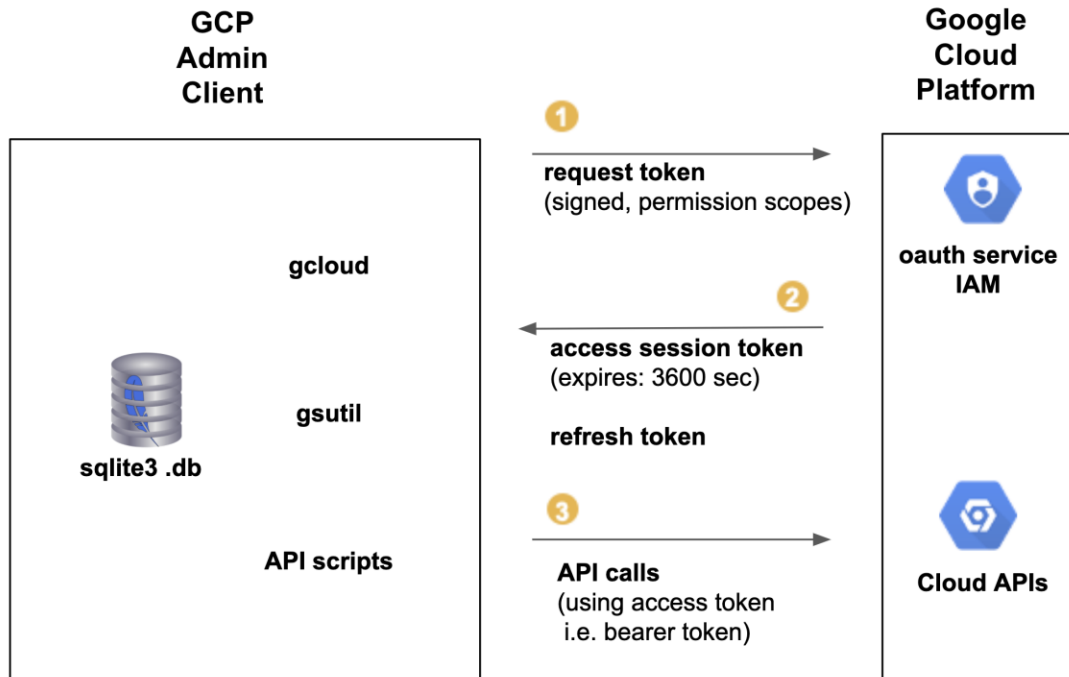 GCP
Admin
Client
Google
Cloud
Platform
1
request token
(signed, permission scopes)
oauth service
IAM
gcloud
2
access session token
(expires: 3600 sec)
gsutil
refresh token
sqlite3 .db
3
API scripts
API calls
(using access token
i.e. bearer token)
Cloud APIs